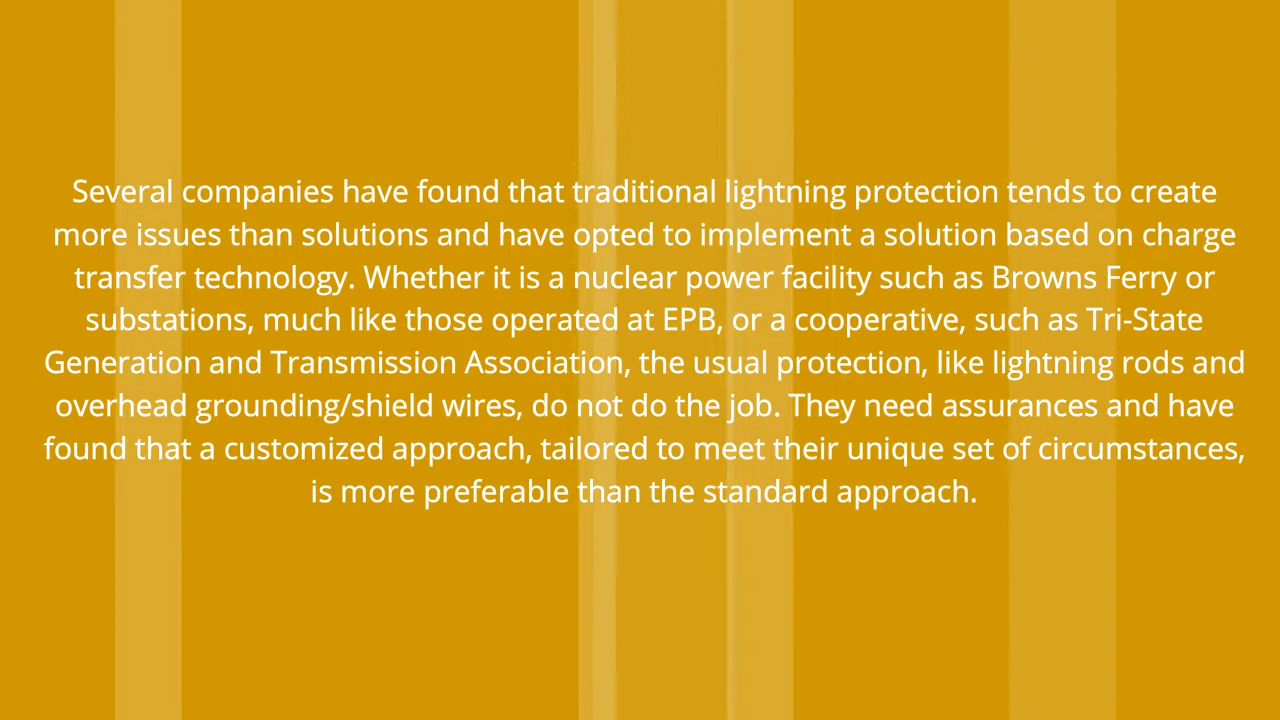 Several companies have found that traditional lightning protection tends to create
more issues than solutions and have opted to implement a solution based on charge
transfer technology. Whether it is a nuclear power facility such as Browns Ferry or
substations, much like those operated at EPB, or a cooperative, such as Tri-State
Generation and Transmission Association, the usual protection, like lightning rods and
overhead grounding/shield wires, do not do the job. They need assurances and have
found that a customized approach, tailored to meet their unique set of circumstances,
is more preferable than the standard approach.